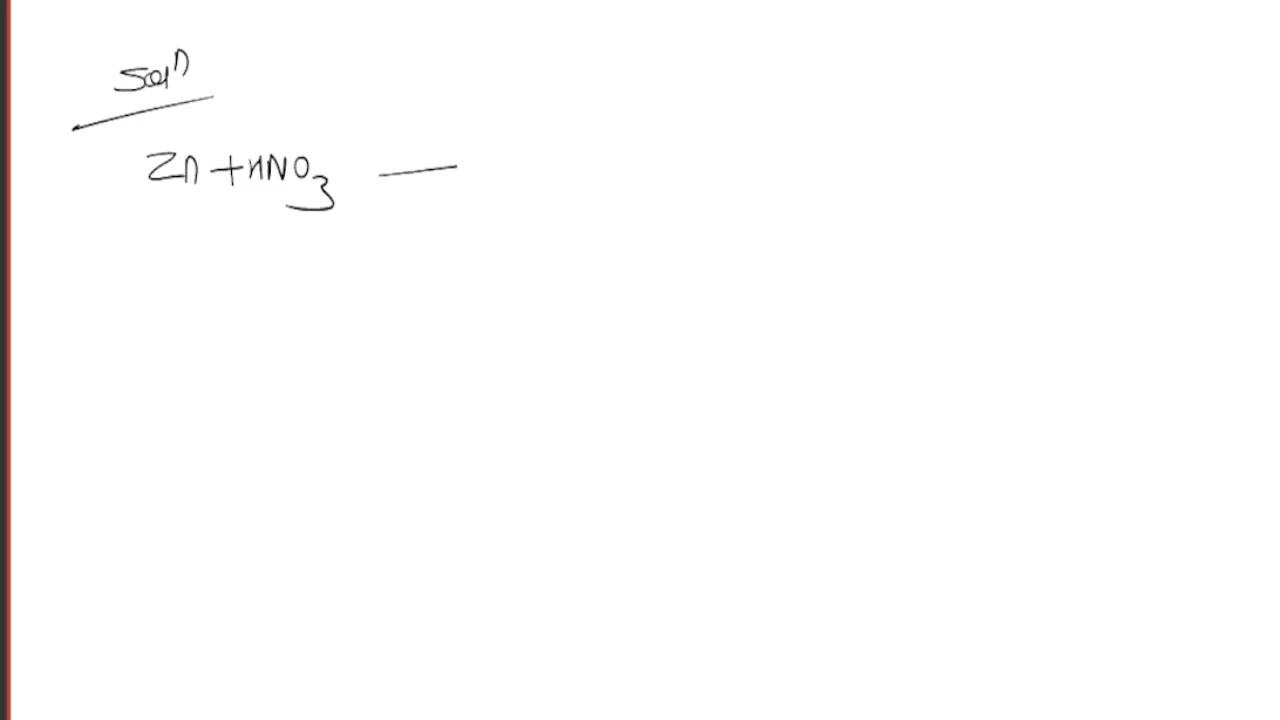 Solⁿ
Zn + HNO₃ —